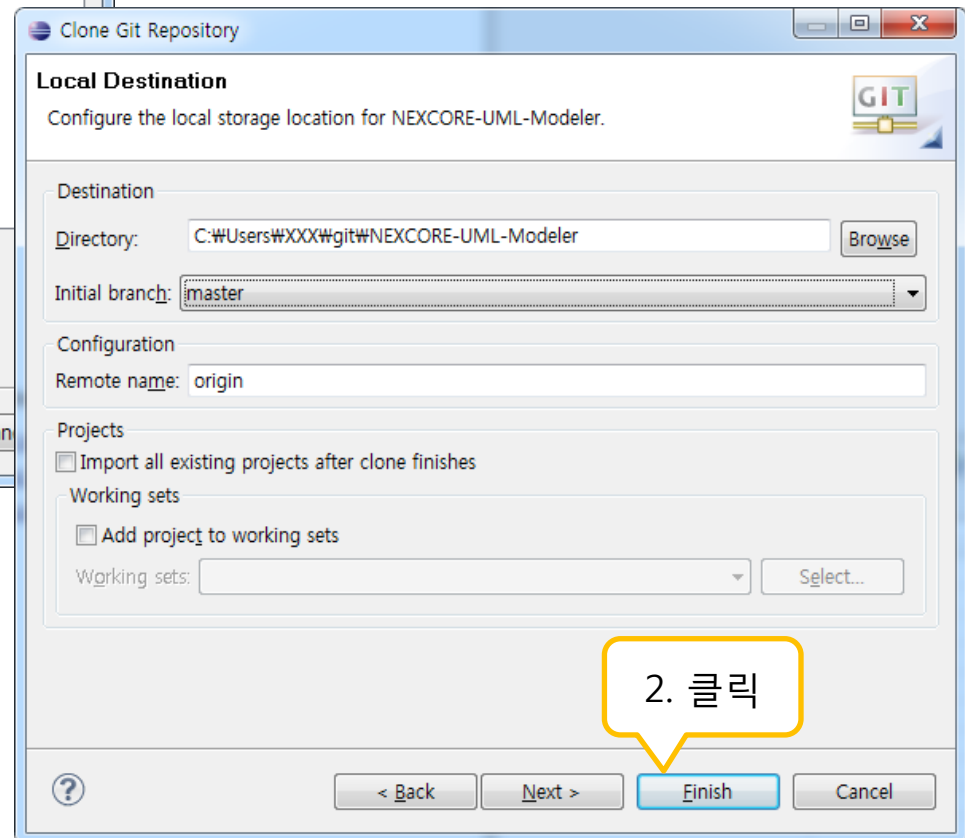 Clone Git Repository
Local Destination
Configure the local storage location for NEXCORE-UML-Modeler.
GIT
Destination
Directory: C:₩Users₩XXX₩git₩NEXCORE-UML-Modeler Browse
Initial branch: master
Configuration
Remote name: origin
Projects
Import all existing projects after clone finishes
Working sets
Add project to working sets
Working sets: Select...
2. 클릭
? < Back Next > Finish Cancel